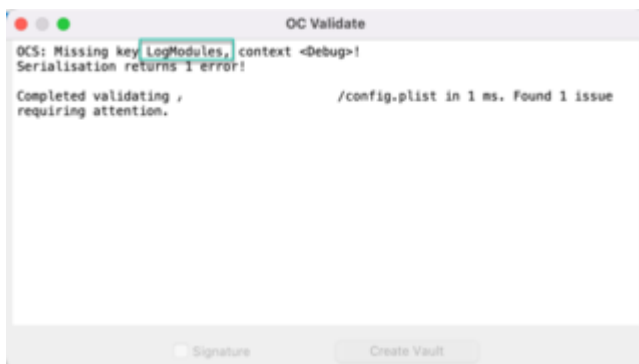 OC Validate
OCS: Missing key LogModules, context <Debug>!
Serialisation returns 1 error!
Completed validating , /config.plist in 1 ms. Found 1 issue
requiring attention.
Signature
Create Vault